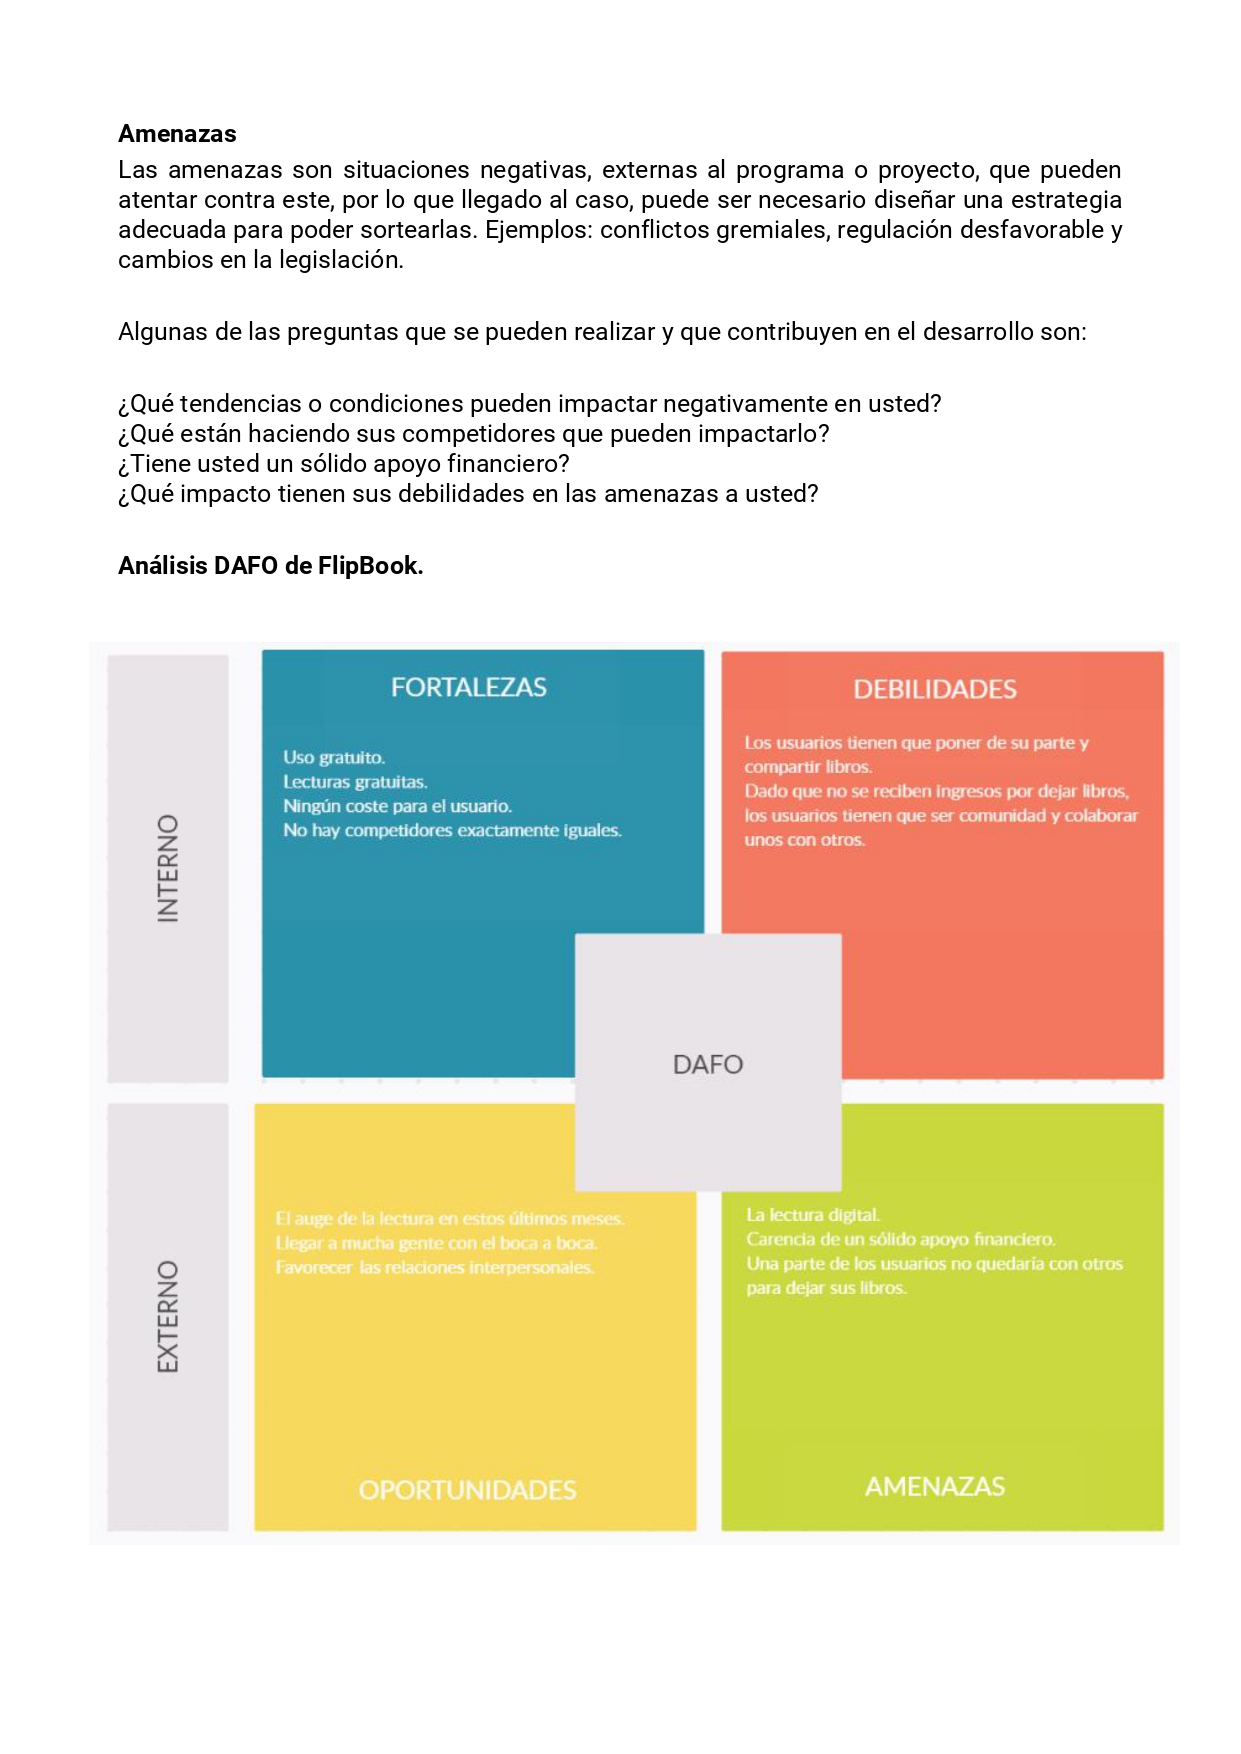 Amenazas
Las amenazas son situaciones negativas, externas al programa o proyecto, que pueden
atentar contra este, por lo que llegado al caso, puede ser necesario diseñar una estrategia
adecuada para poder sortearlas. Ejemplos: conflictos gremiales, regulación desfavorable y
cambios en la legislación.
Algunas de las preguntas que se pueden realizar y que contribuyen en el desarrollo son:
¿Qué tendencias o condiciones pueden impactar negativamente en usted?
¿Qué están haciendo sus competidores que pueden impactarlo?
¿Tiene usted un sólido apoyo financiero?
¿Qué impacto tienen sus debilidades en las amenazas a usted?
Análisis DAFO de FlipBook.
INTERNO
FORTALEZAS
Uso gratuito.
Lecturas gratuitas.
Ningún coste para el usuario.
No hay competidores exactamente iguales.
DEBILIDADES
Los usuarios tienen que poner de su parte y
compartir libros.
Dado que no se reciben ingresos por dejar libros,
los usuarios tienen que ser comunidad y colaborar
unos con otros.
DAFO
EXTERNO
El auge de la lectura en estos últimos meses.
Llegar a mucha gente con el boca a boca.
Favorecer las relaciones interpersonales.
OPORTUNIDADES
La lectura digital.
Carencia de un sólido apoyo financiero.
Una parte de los usuarios no quedaría con otros
para dejar sus libros.
AMENAZAS